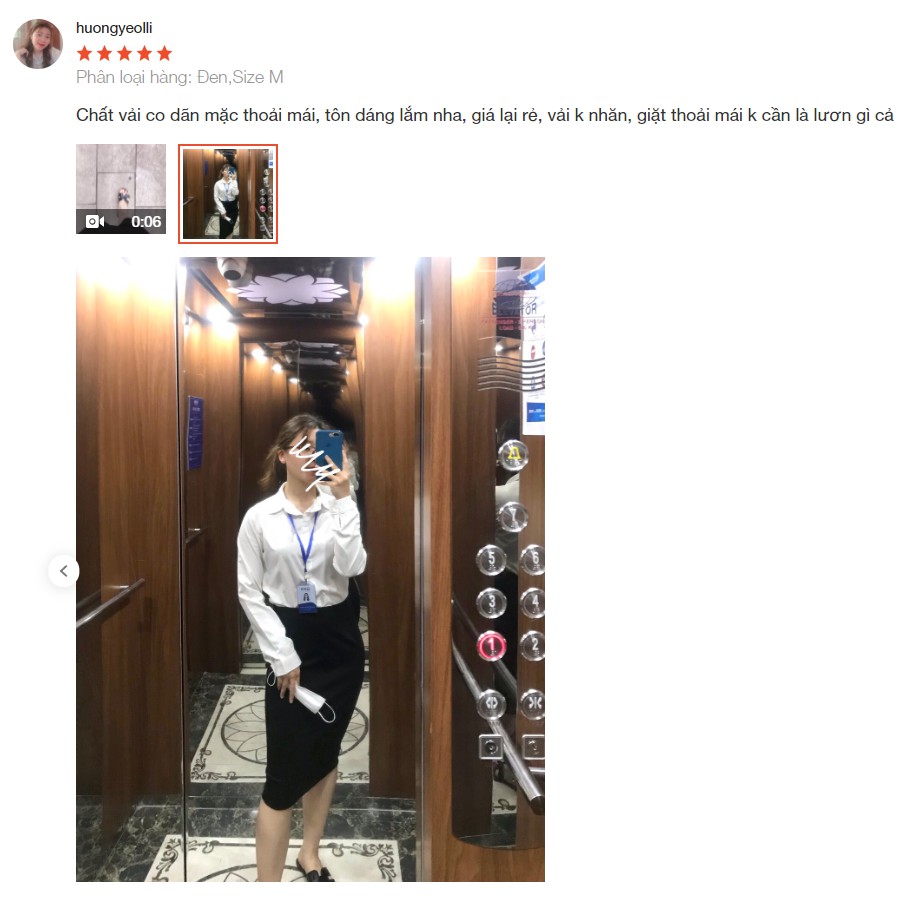 huongyeolli
Phân loại hàng: Đen,Size M
Chất vải co dãn mặc thoải mái, tôn dáng lắm nha, giá lại rẻ, vải k nhăn, giặt thoải mái k cần là lươn gì cả
0:06
5
6
3
4
1
2